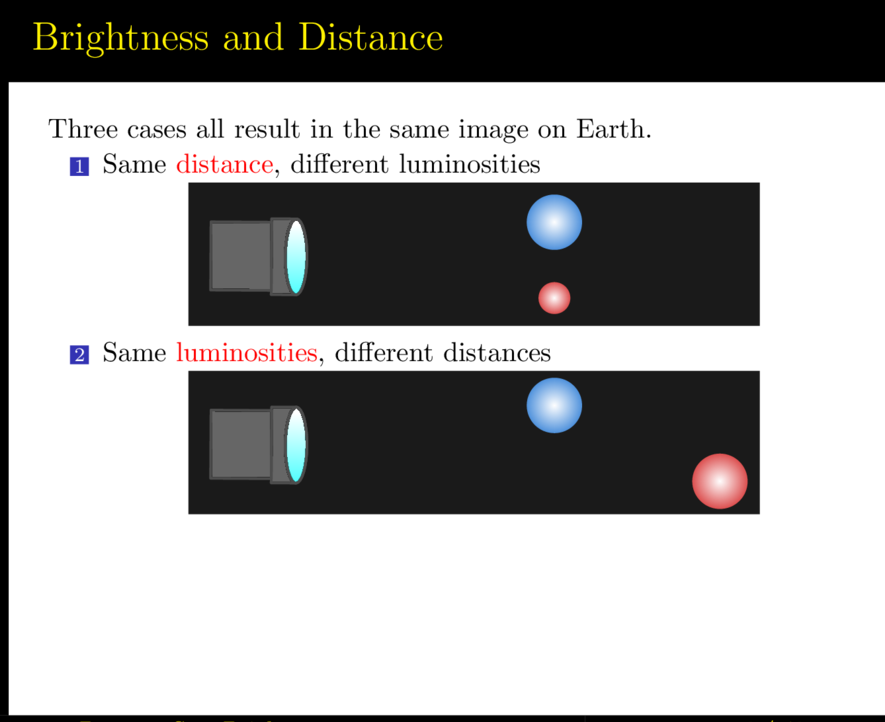 Brightness and Distance
Three cases all result in the same image on Earth.
1 Same distance, different luminosities
2 Same luminosities, different distances